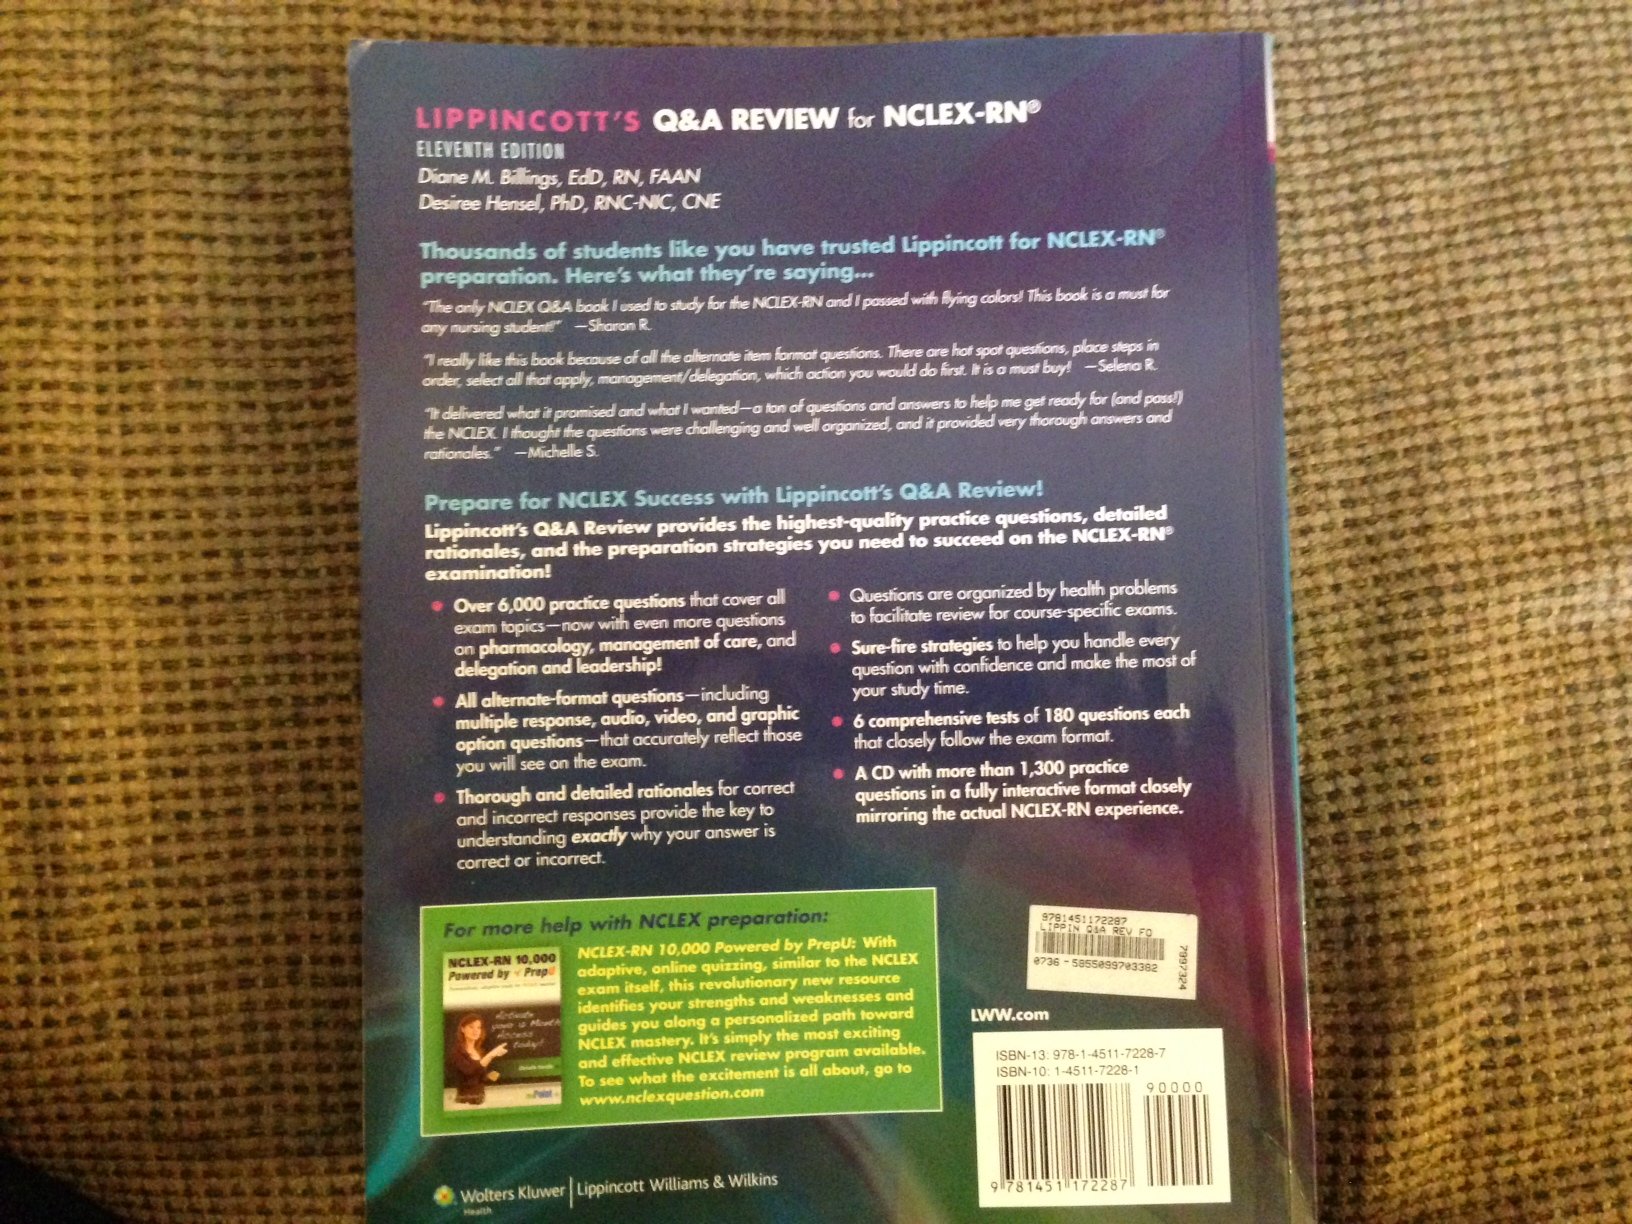 LIPPINCOTT'S Q&A REVIEW for NCLEX-RN®
ELEVENTH EDITION
Diane M. Billings, EdD, RN, FAAN
Desiree Hensel, PhD, RNC-NIC, CNE
Thousands of students like you have trusted Lippincott for NCLEX-RN®
preparation. Here's what they're saying...
"The only NCLEX Q&A book I used to study for the NCLEX-RN and I passed with flying colors! This book is a must for
any nursing student!" —Sharon R.
"I really like this book because of all the alternate item format questions. There are hot spot questions, place steps in
order, select all that apply, management/delegation, which action you would do first. It is a must buy! —Selena R.
"It delivered what it promised and what I wanted—a ton of questions and answers to help me get ready for (and pass!)
the NCLEX. I thought the questions were challenging and well organized, and it provided very thorough answers and
rationales." —Michelle S.
Prepare for NCLEX Success with Lippincott's Q&A Review!
Lippincott's Q&A Review provides the highest-quality practice questions, detailed
rationales, and the preparation strategies you need to succeed on the NCLEX-RN®
examination!
• Over 6,000 practice questions that cover all
exam topics—now with even more questions
on pharmacology, management of care, and
delegation and leadership!
• All alternate-format questions—including
multiple response, audio, video, and graphic
option questions—that accurately reflect those
you will see on the exam.
• Thorough and detailed rationales for correct
and incorrect responses provide the key to
understanding exactly why your answer is
correct or incorrect.
• Questions are organized by health problems
to facilitate review for course-specific exams.
• Sure-fire strategies to help you handle every
question with confidence and make the most of
your study time.
• 6 comprehensive tests of 180 questions each
that closely follow the exam format.
• A CD with more than 1,300 practice
questions in a fully interactive format closely
mirroring the actual NCLEX-RN experience.
For more help with NCLEX preparation:
NCLEX-RN 10,000
Powered by PrepU
Activate
your 12 Month
Access
today!
NCLEX-RN 10,000 Powered by PrepU: With
adaptive, online quizzing, similar to the NCLEX
exam itself, this revolutionary new resource
identifies your strengths and weaknesses and
guides you along a personalized path toward
NCLEX mastery. It's simply the most exciting
and effective NCLEX review program available.
To see what the excitement is all about, go to
www.nclexquestion.com
9781451172287
LIPPIN Q&A REV FO
0736 - 5855099703382
7997324
LWW.com
ISBN-13: 978-1-4511-7228-7
ISBN-10: 1-4511-7228-1
90000
9 781451 172287
Wolters Kluwer | Lippincott Williams & Wilkins
Health